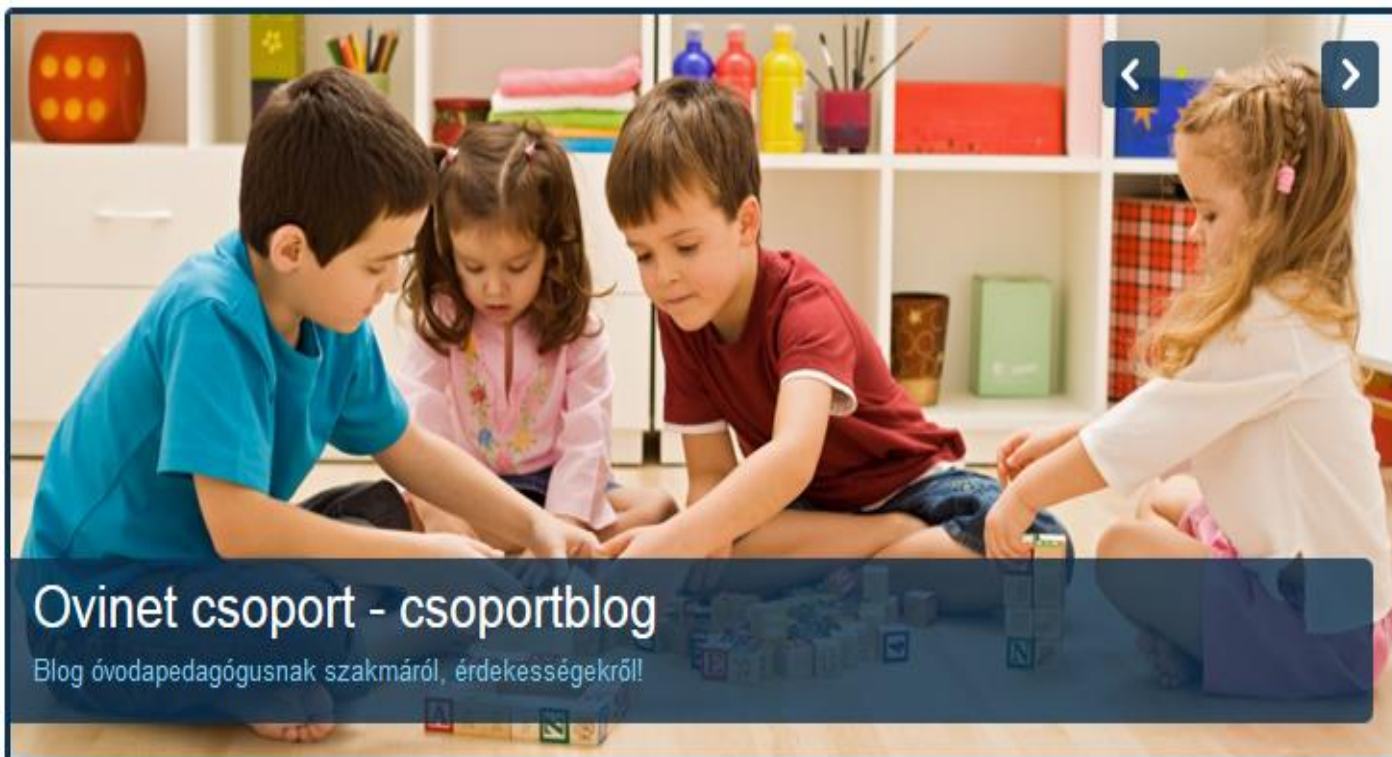 Ovinet csoport - csoportblog
Blog óvodapedagógusnak szakmáról, érdekességekről!
E
N
A
N